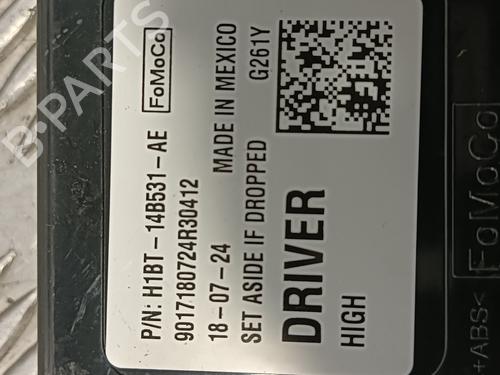 P/N: H1BT-14B531-AE FoMoCo
9017180724R30412
18-07-24 MADE IN MEXICO
SET ASIDE IF DROPPED G261Y
DRIVER
HIGH
+ABS< FoMoCo
B-PARTS